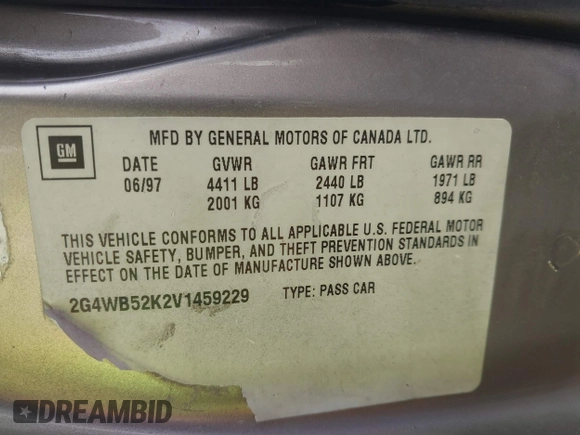 GM
MFD BY GENERAL MOTORS OF CANADA LTD.
DATE GVWR GAWR FRT GAWR RR
06/97 4411 LB 2440 LB 1971 LB
2001 KG 1107 KG 894 KG
THIS VEHICLE CONFORMS TO ALL APPLICABLE U.S. FEDERAL MOTOR
VEHICLE SAFETY, BUMPER, AND THEFT PREVENTION STANDARDS IN
EFFECT ON THE DATE OF MANUFACTURE SHOWN ABOVE.
2G4WB52K2V1459229 TYPE: PASS CAR
DREAMBID